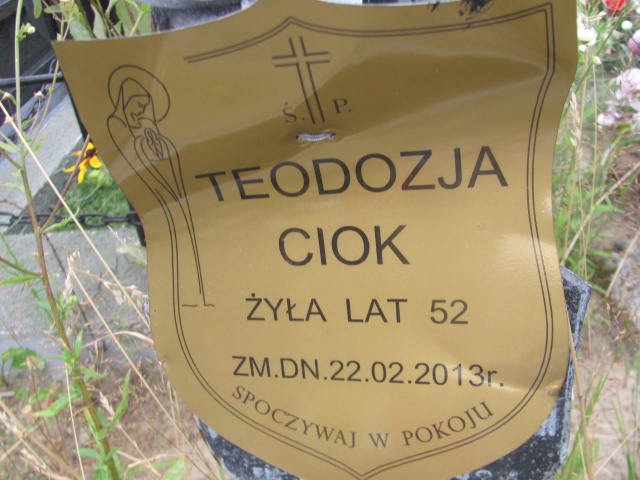 Ś. P.
TEODOZJA
CIOK
ŻYŁA LAT 52
ZM.DN.22.02.2013r.
SPOCZYWAJ W POKOJU